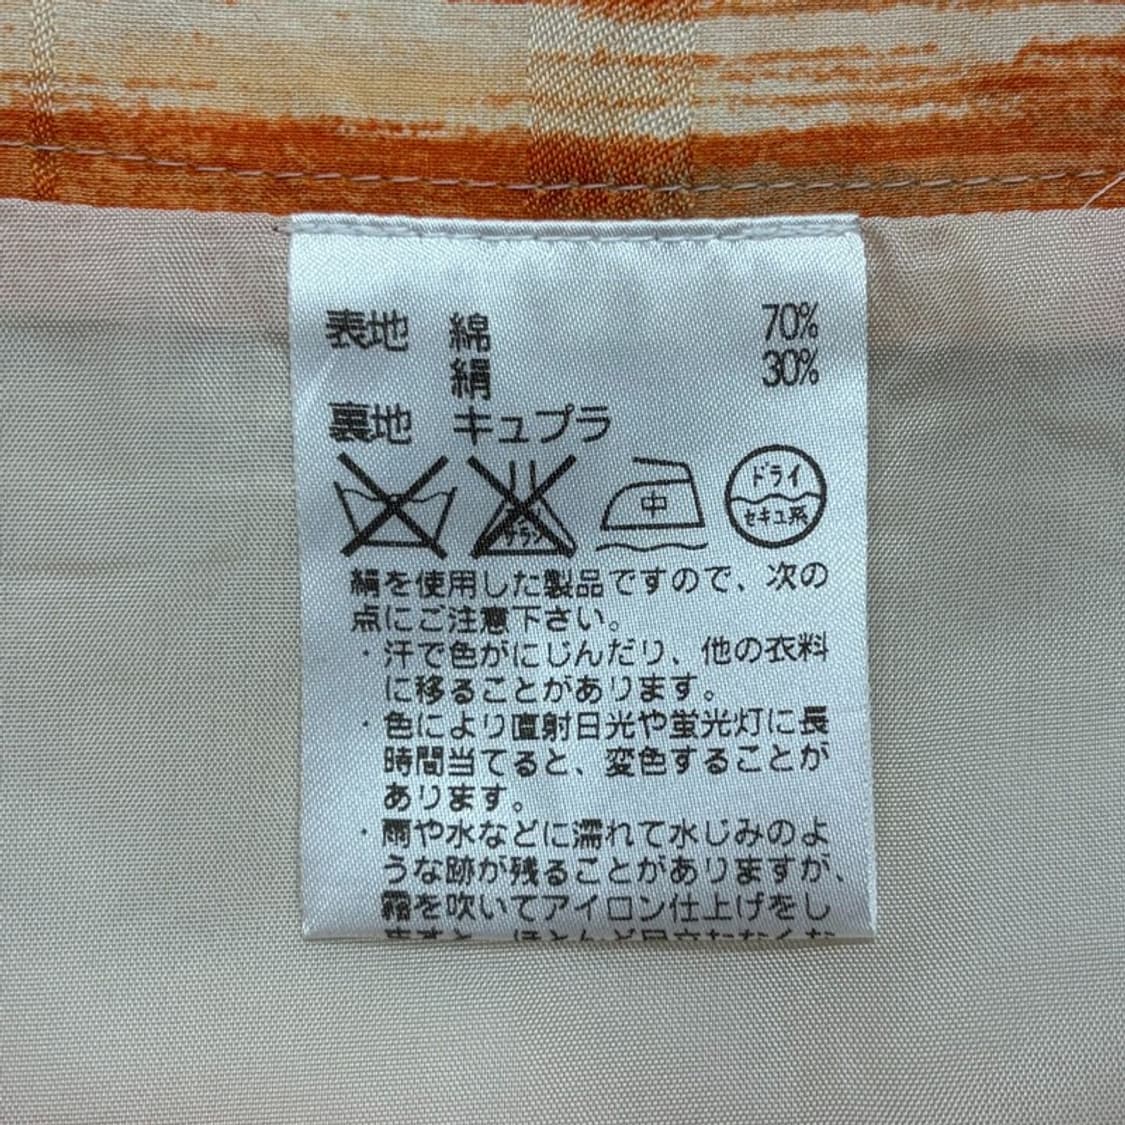 表地 綿 70%
絹 30%
裏地 キュプラ
サラシ 中 ドライ
セキユ系
絹を使用した製品ですので、次の
点にご注意下さい。
・汗で色がにじんだり、他の衣料
に移ることがあります。
・色により直射日光や蛍光灯に長
時間当てると、変色することが
あります。
・雨や水などに濡れて水じみのよ
うな跡が残ることがありますが、
霧を吹いてアイロン仕上げをし